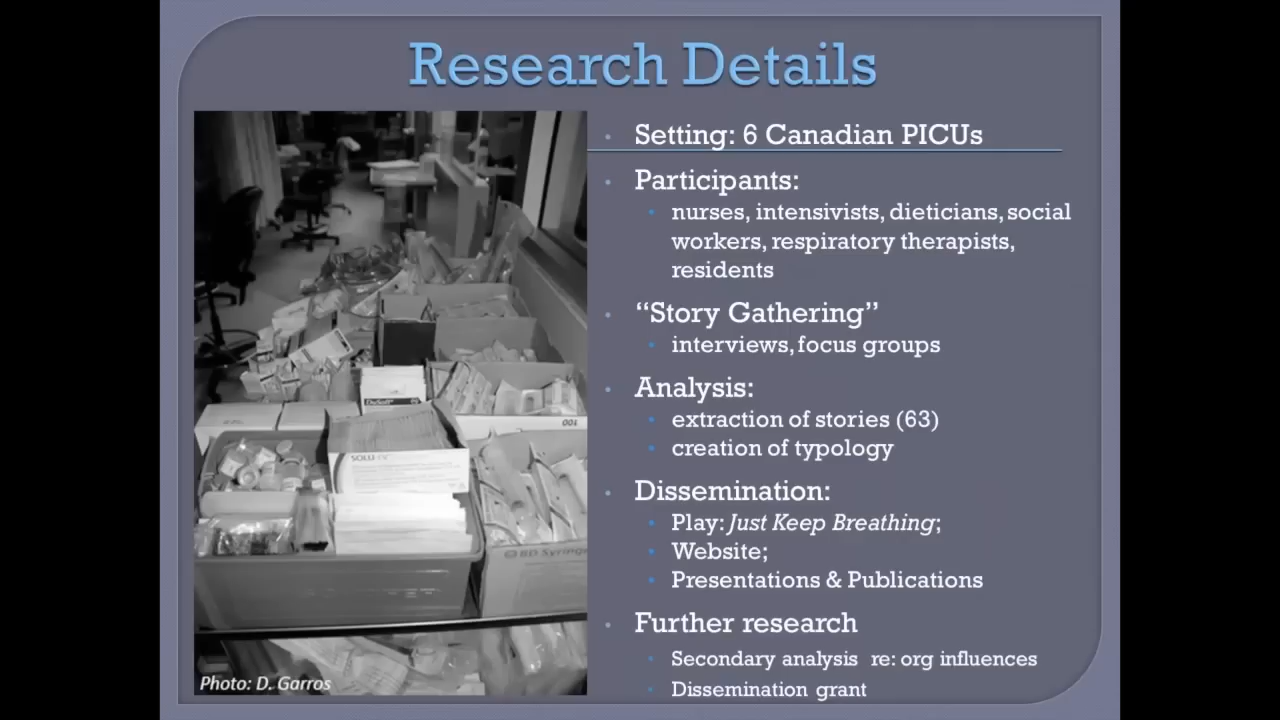 Research Details
Setting: 6 Canadian PICUs
Participants:
nurses, intensivists, dieticians, social
workers, respiratory therapists,
residents
“Story Gathering”
interviews, focus groups
Analysis:
extraction of stories (63)
creation of typology
Dissemination:
Play: Just Keep Breathing;
Website;
Presentations & Publications
Further research
Secondary analysis re: org influences
Dissemination grant
DuSoft
001
SOLU
BD Syringe
Photo: D. Garros